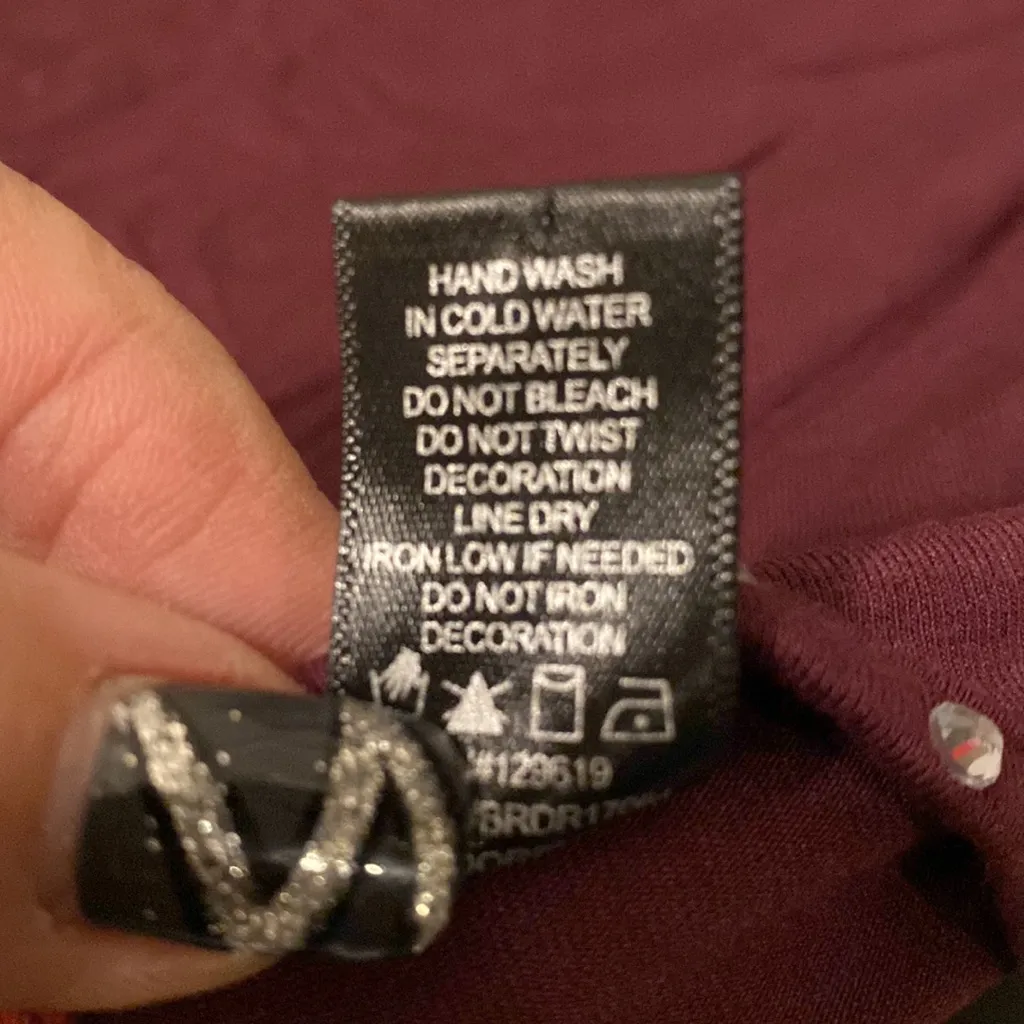 HAND WASH
IN COLD WATER
SEPARATELY
DO NOT BLEACH
DO NOT TWIST
DECORATION
LINE DRY
IRON LOW IF NEEDED
DO NOT IRON
DECORATION
#129619